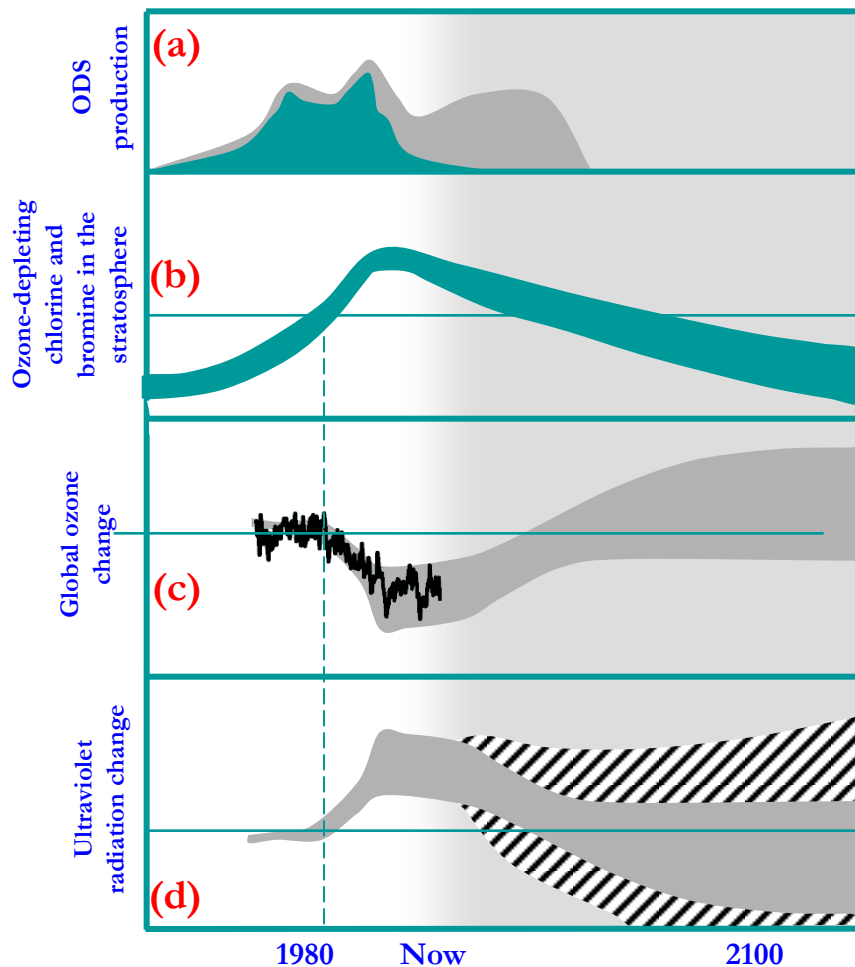 (a)
ODS
production
(b)
Ozone-depleting
chlorine and
bromine in the
stratosphere
(c)
Global ozone
change
(d)
Ultraviolet
radiation change
1980 Now 2100